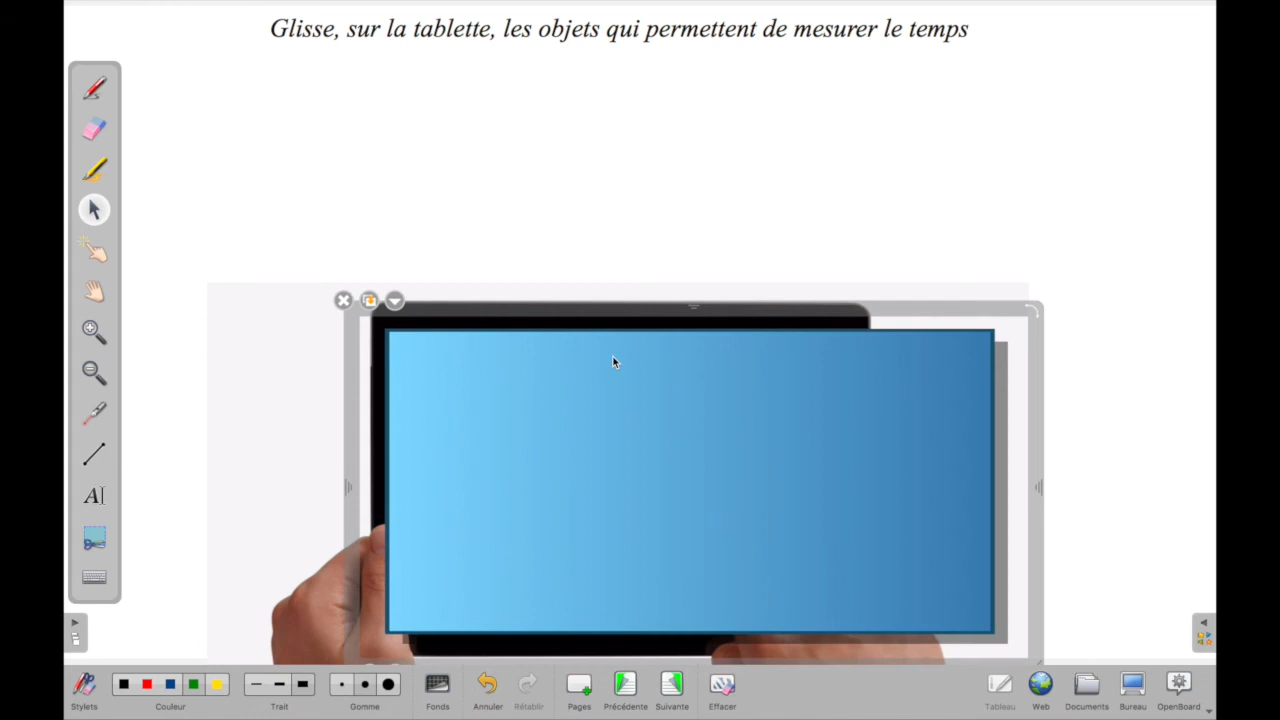 Glisse, sur la tablette, les objets qui permettent de mesurer le temps
A
Stylets
Couleur
Trait
Gomme
Fonds
Annuler
Rétablir
Pages
Précédente
Suivante
Effacer
Tableau
Web
Documents
Bureau
OpenBoard